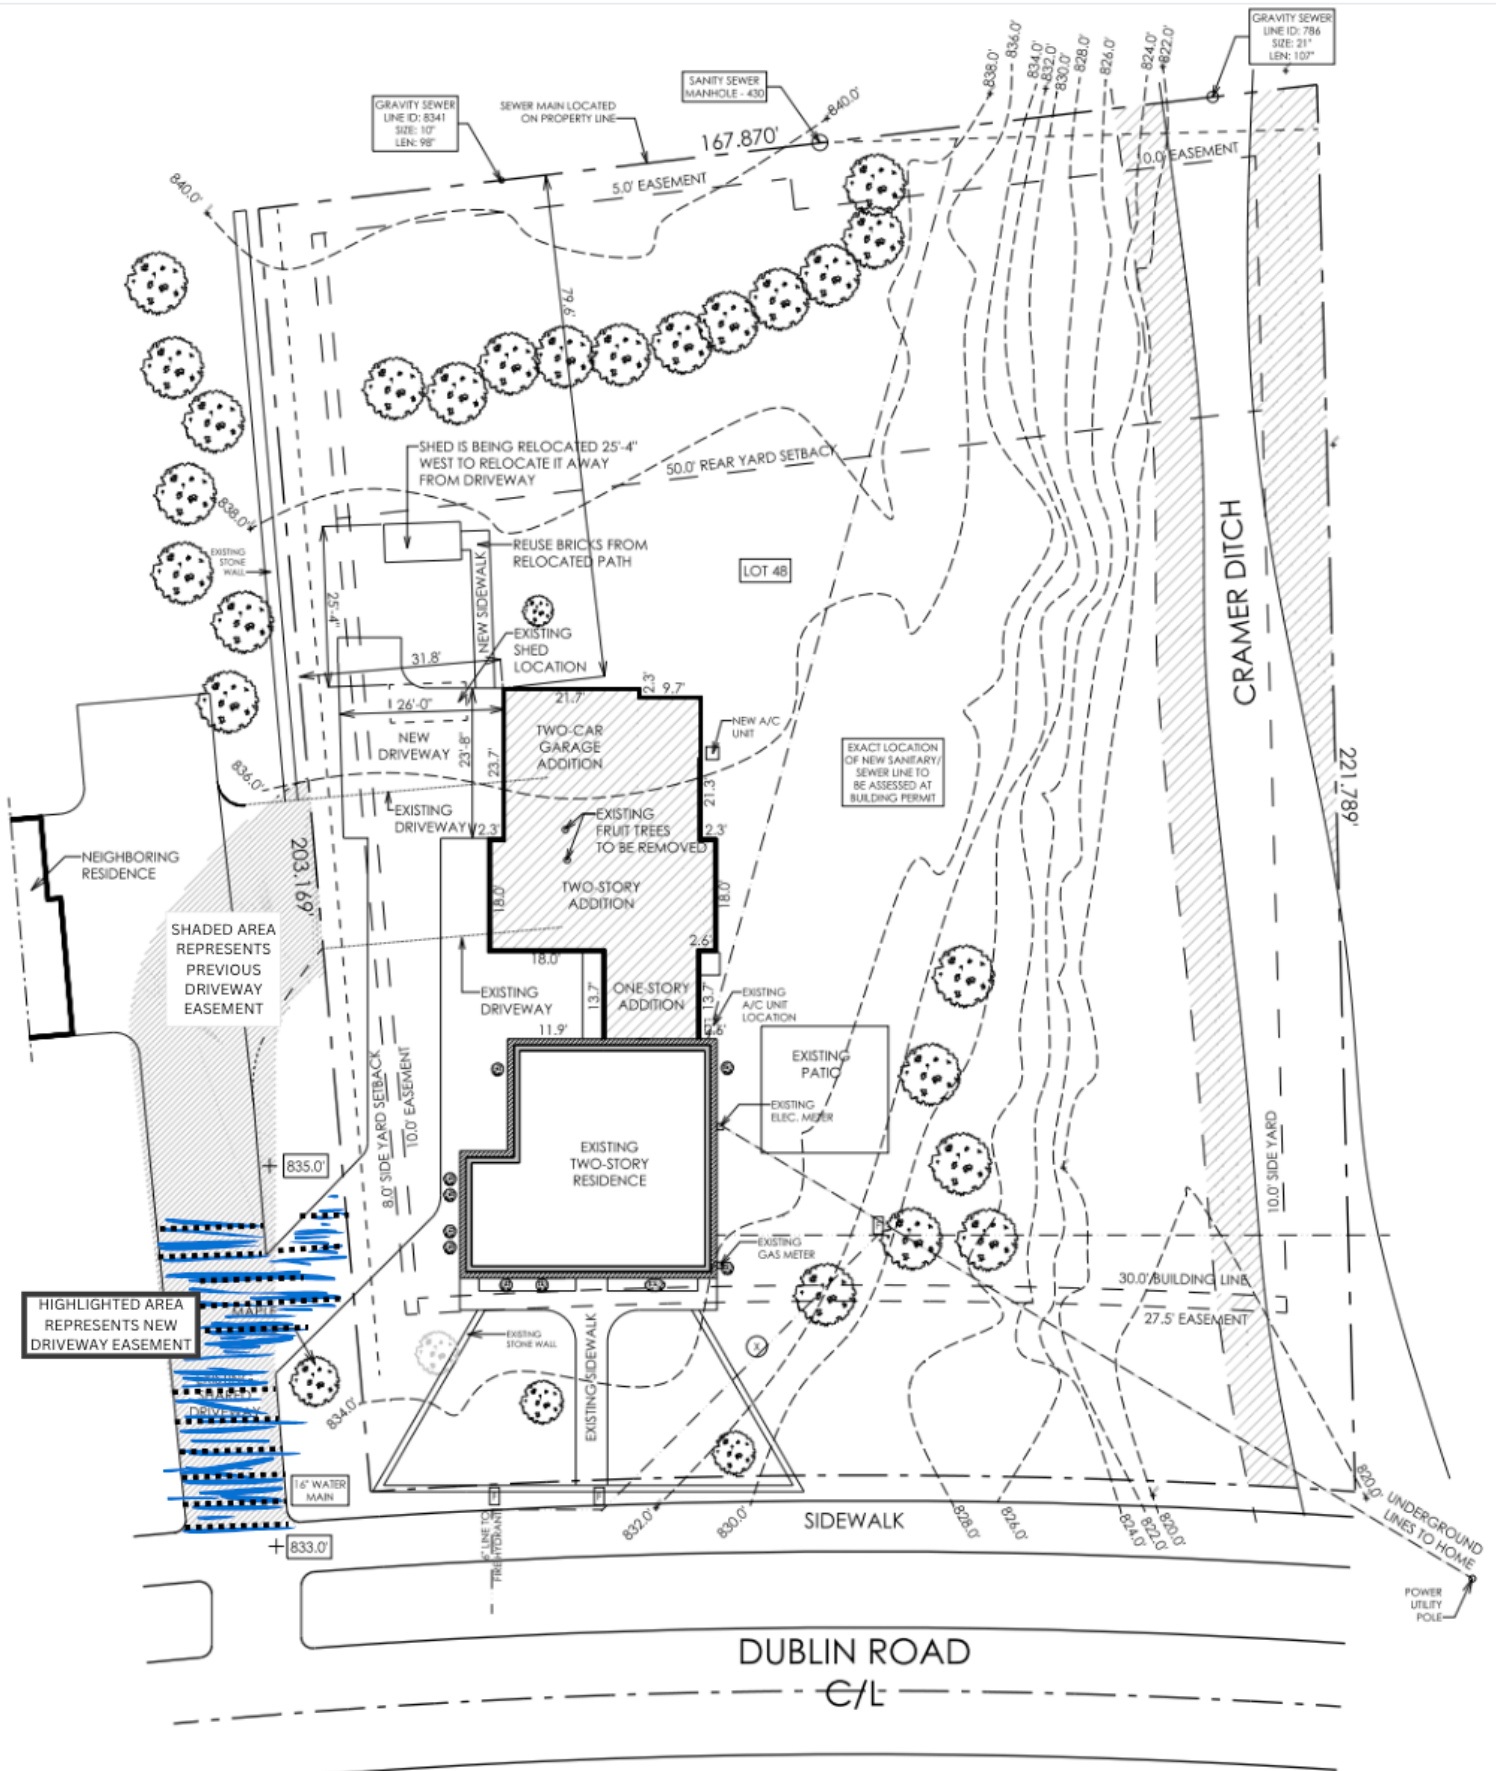 GRAVITY SEWER
LINE ID: 786
SIZE: 21"
LEN: 107"
838.0'
836.0'
834.0'
832.0'
830.0'
828.0'
826.0'
824.0'
822.0'
SANITY SEWER
MANHOLE - 430
840.0'
GRAVITY SEWER
LINE ID: 8341
SIZE: 10"
LEN: 98"
SEWER MAIN LOCATED
ON PROPERTY LINE
167.870'
5.0' EASEMENT
0.0' EASEMENT
840.0'
79.6'
SHED IS BEING RELOCATED 25'-4"
WEST TO RELOCATE IT AWAY
FROM DRIVEWAY
50.0' REAR YARD SETBACK
838.0'
EXISTING
STONE
WALL
REUSE BRICKS FROM
RELOCATED PATH
LOT 48
NEW SIDEWALK
25'-4"
EXISTING
SHED
LOCATION
31.8'
CRAMER DITCH
21.7'
2.3'
9.7'
26'-0"
NEW
DRIVEWAY
23'-8"
23.7'
TWO-CAR
GARAGE
ADDITION
NEW A/C
UNIT
EXACT LOCATION
OF NEW SANITARY/
SEWER LINE TO
BE ASSESSED AT
BUILDING PERMIT
836.0'
21.3'
221.789'
EXISTING
DRIVEWAY
2.3'
EXISTING
FRUIT TREES
TO BE REMOVED
2.3'
NEIGHBORING
RESIDENCE
203.169'
18.0'
TWO-STORY
ADDITION
18.0'
SHADED AREA
REPRESENTS
PREVIOUS
DRIVEWAY
EASEMENT
2.6'
18.0'
EXISTING
DRIVEWAY
13.7'
ONE-STORY
ADDITION
13.7'
EXISTING
A/C UNIT
LOCATION
11.9'
EXISTING
PATIO
8.0' SIDE YARD SETBACK
10.0' EASEMENT
EXISTING
ELEC. METER
EXISTING
TWO-STORY
RESIDENCE
835.0'
10.0' SIDE YARD
EXISTING
GAS METER
30.0' BUILDING LINE
27.5' EASEMENT
HIGHLIGHTED AREA
REPRESENTS NEW
DRIVEWAY EASEMENT
MAPLE
EXISTING
STONE WALL
X
EXISTING SIDEWALK
SHARED
DRIVEWAY
834.0'
16" WATER
MAIN
833.0'
6" LINE TO
FIRE HYDRANT
832.0'
830.0'
SIDEWALK
828.0'
826.0'
824.0'
822.0'
820.0'
820.0'
UNDERGROUND
LINES TO HOME
POWER
UTILITY
POLE
DUBLIN ROAD
C/L